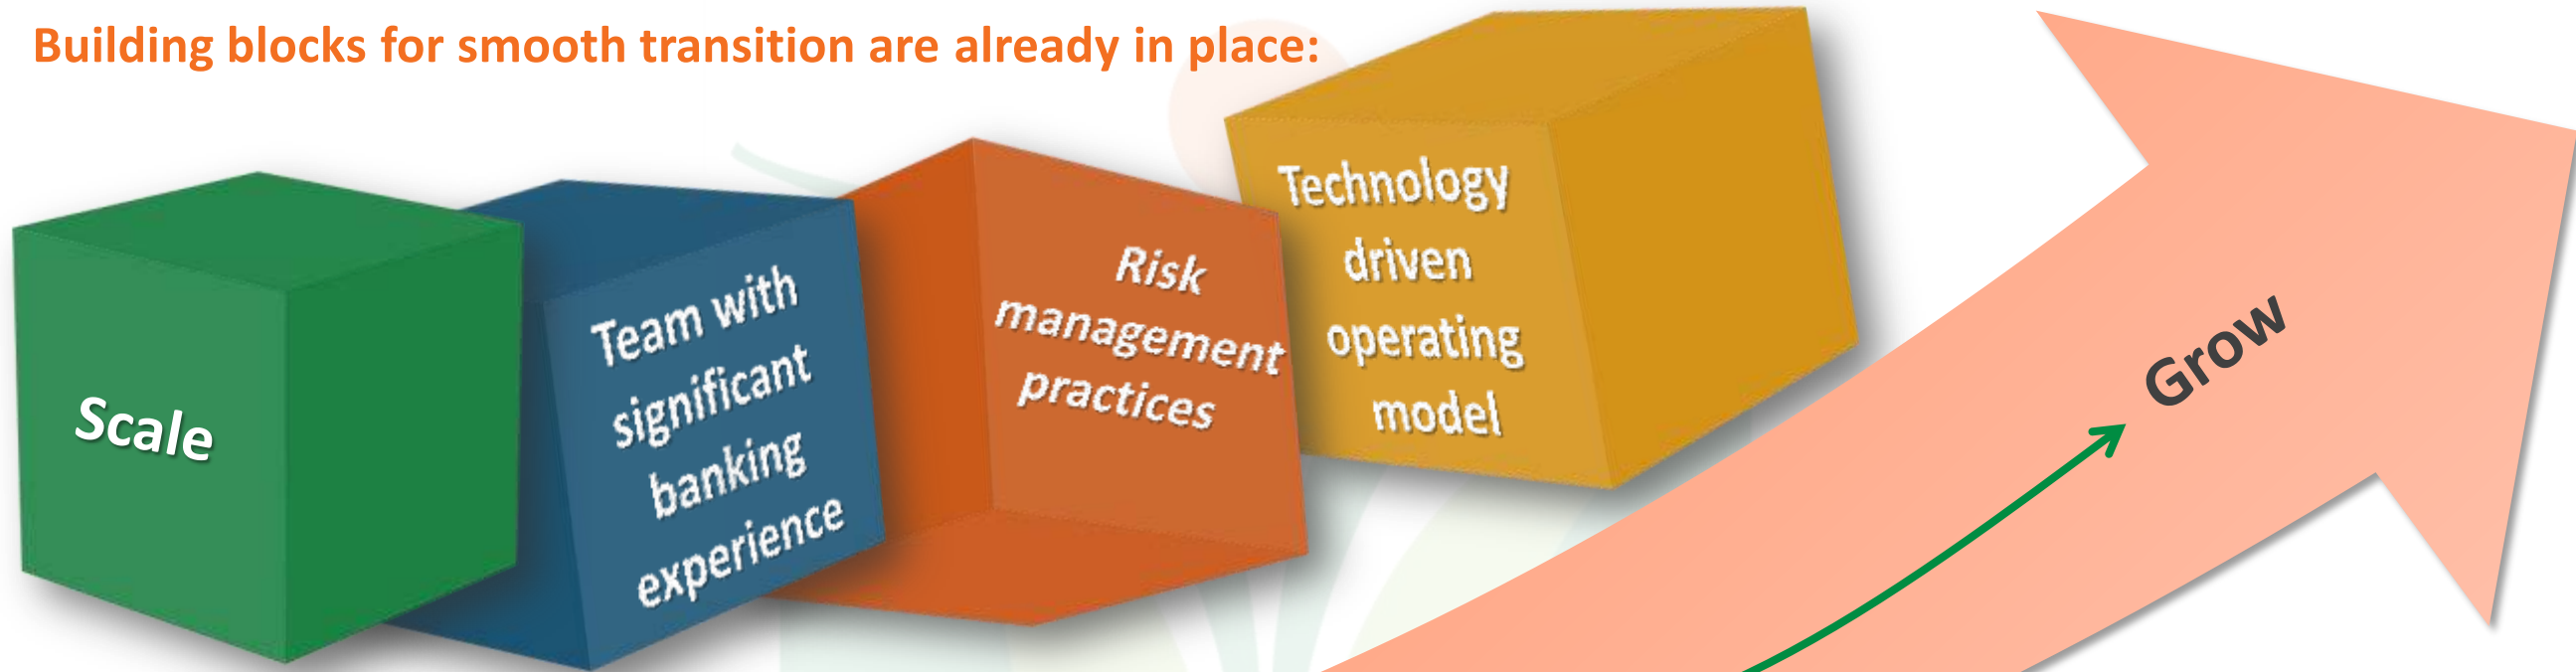 Building blocks for smooth transition are already in place:
Scale
Team with
significant
banking
experience
Risk
management
practices
Technology
driven
operating
model
Grow